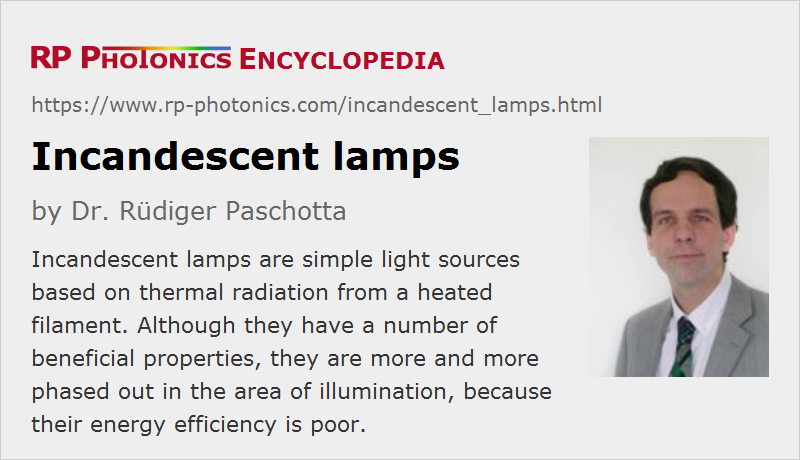 RP PHOTONICS ENCYCLOPEDIA
https://www.rp-photonics.com/incandescent_lamps.html
Incandescent lamps
by Dr. Rüdiger Paschotta
Incandescent lamps are simple light sources
based on thermal radiation from a heated
filament. Although they have a number of
beneficial properties, they are more and more
phased out in the area of illumination, because
their energy efficiency is poor.